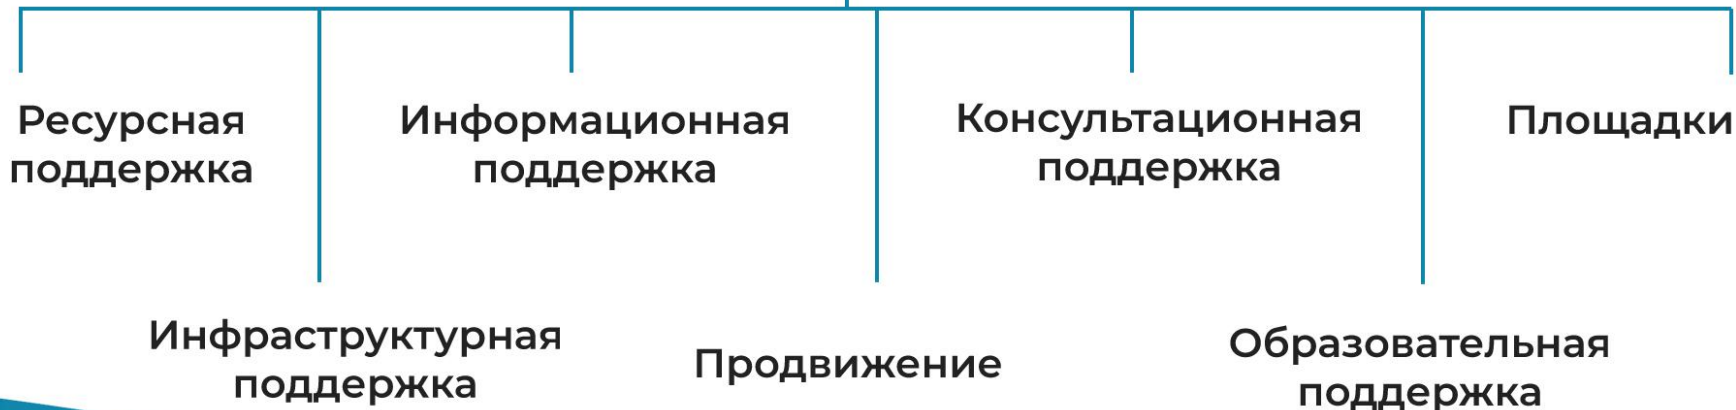 Ресурсная
поддержка
Информационная
поддержка
Консультационная
поддержка
Площадки
Инфраструктурная
поддержка
Продвижение
Образовательная
поддержка